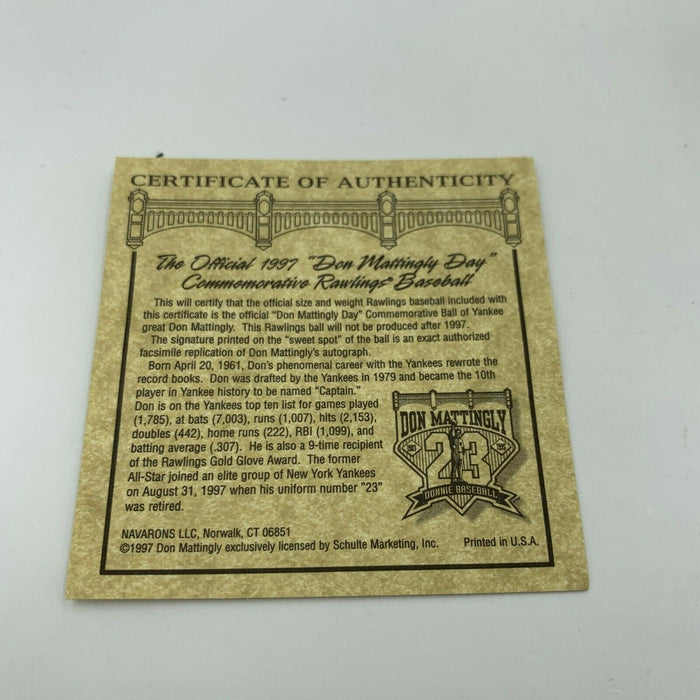 CERTIFICATE OF AUTHENTICITY
The Official 1997 "Don Mattingly Day"
Commemorative Rawlings® Baseball
This will certify that the official size and weight Rawlings baseball included with
this certificate is the official "Don Mattingly Day" Commemorative Ball of Yankee
great Don Mattingly. This Rawlings ball will not be produced after 1997.
The signature printed on the "sweet spot" of the ball is an exact authorized
facsimile replication of Don Mattingly's autograph.
Born April 20, 1961, Don's phenomenal career with the Yankees rewrote the
record books. Don was drafted by the Yankees in 1979 and became the 10th
player in Yankee history to be named "Captain."
Don is on the Yankees top ten list for games played
(1,785), at bats (7,003), runs (1,007), hits (2,153),
doubles (442), home runs (222), RBI (1,099), and
batting average (.307). He is also a 9-time recipient
of the Rawlings Gold Glove Award. The former
All-Star joined an elite group of New York Yankees
on August 31, 1997 when his uniform number "23"
was retired.
DON MATTINGLY
23
DONNIE BASEBALL
NAVARONS LLC, Norwalk, CT 06851
©1997 Don Mattingly exclusively licensed by Schulte Marketing, Inc. Printed in U.S.A.